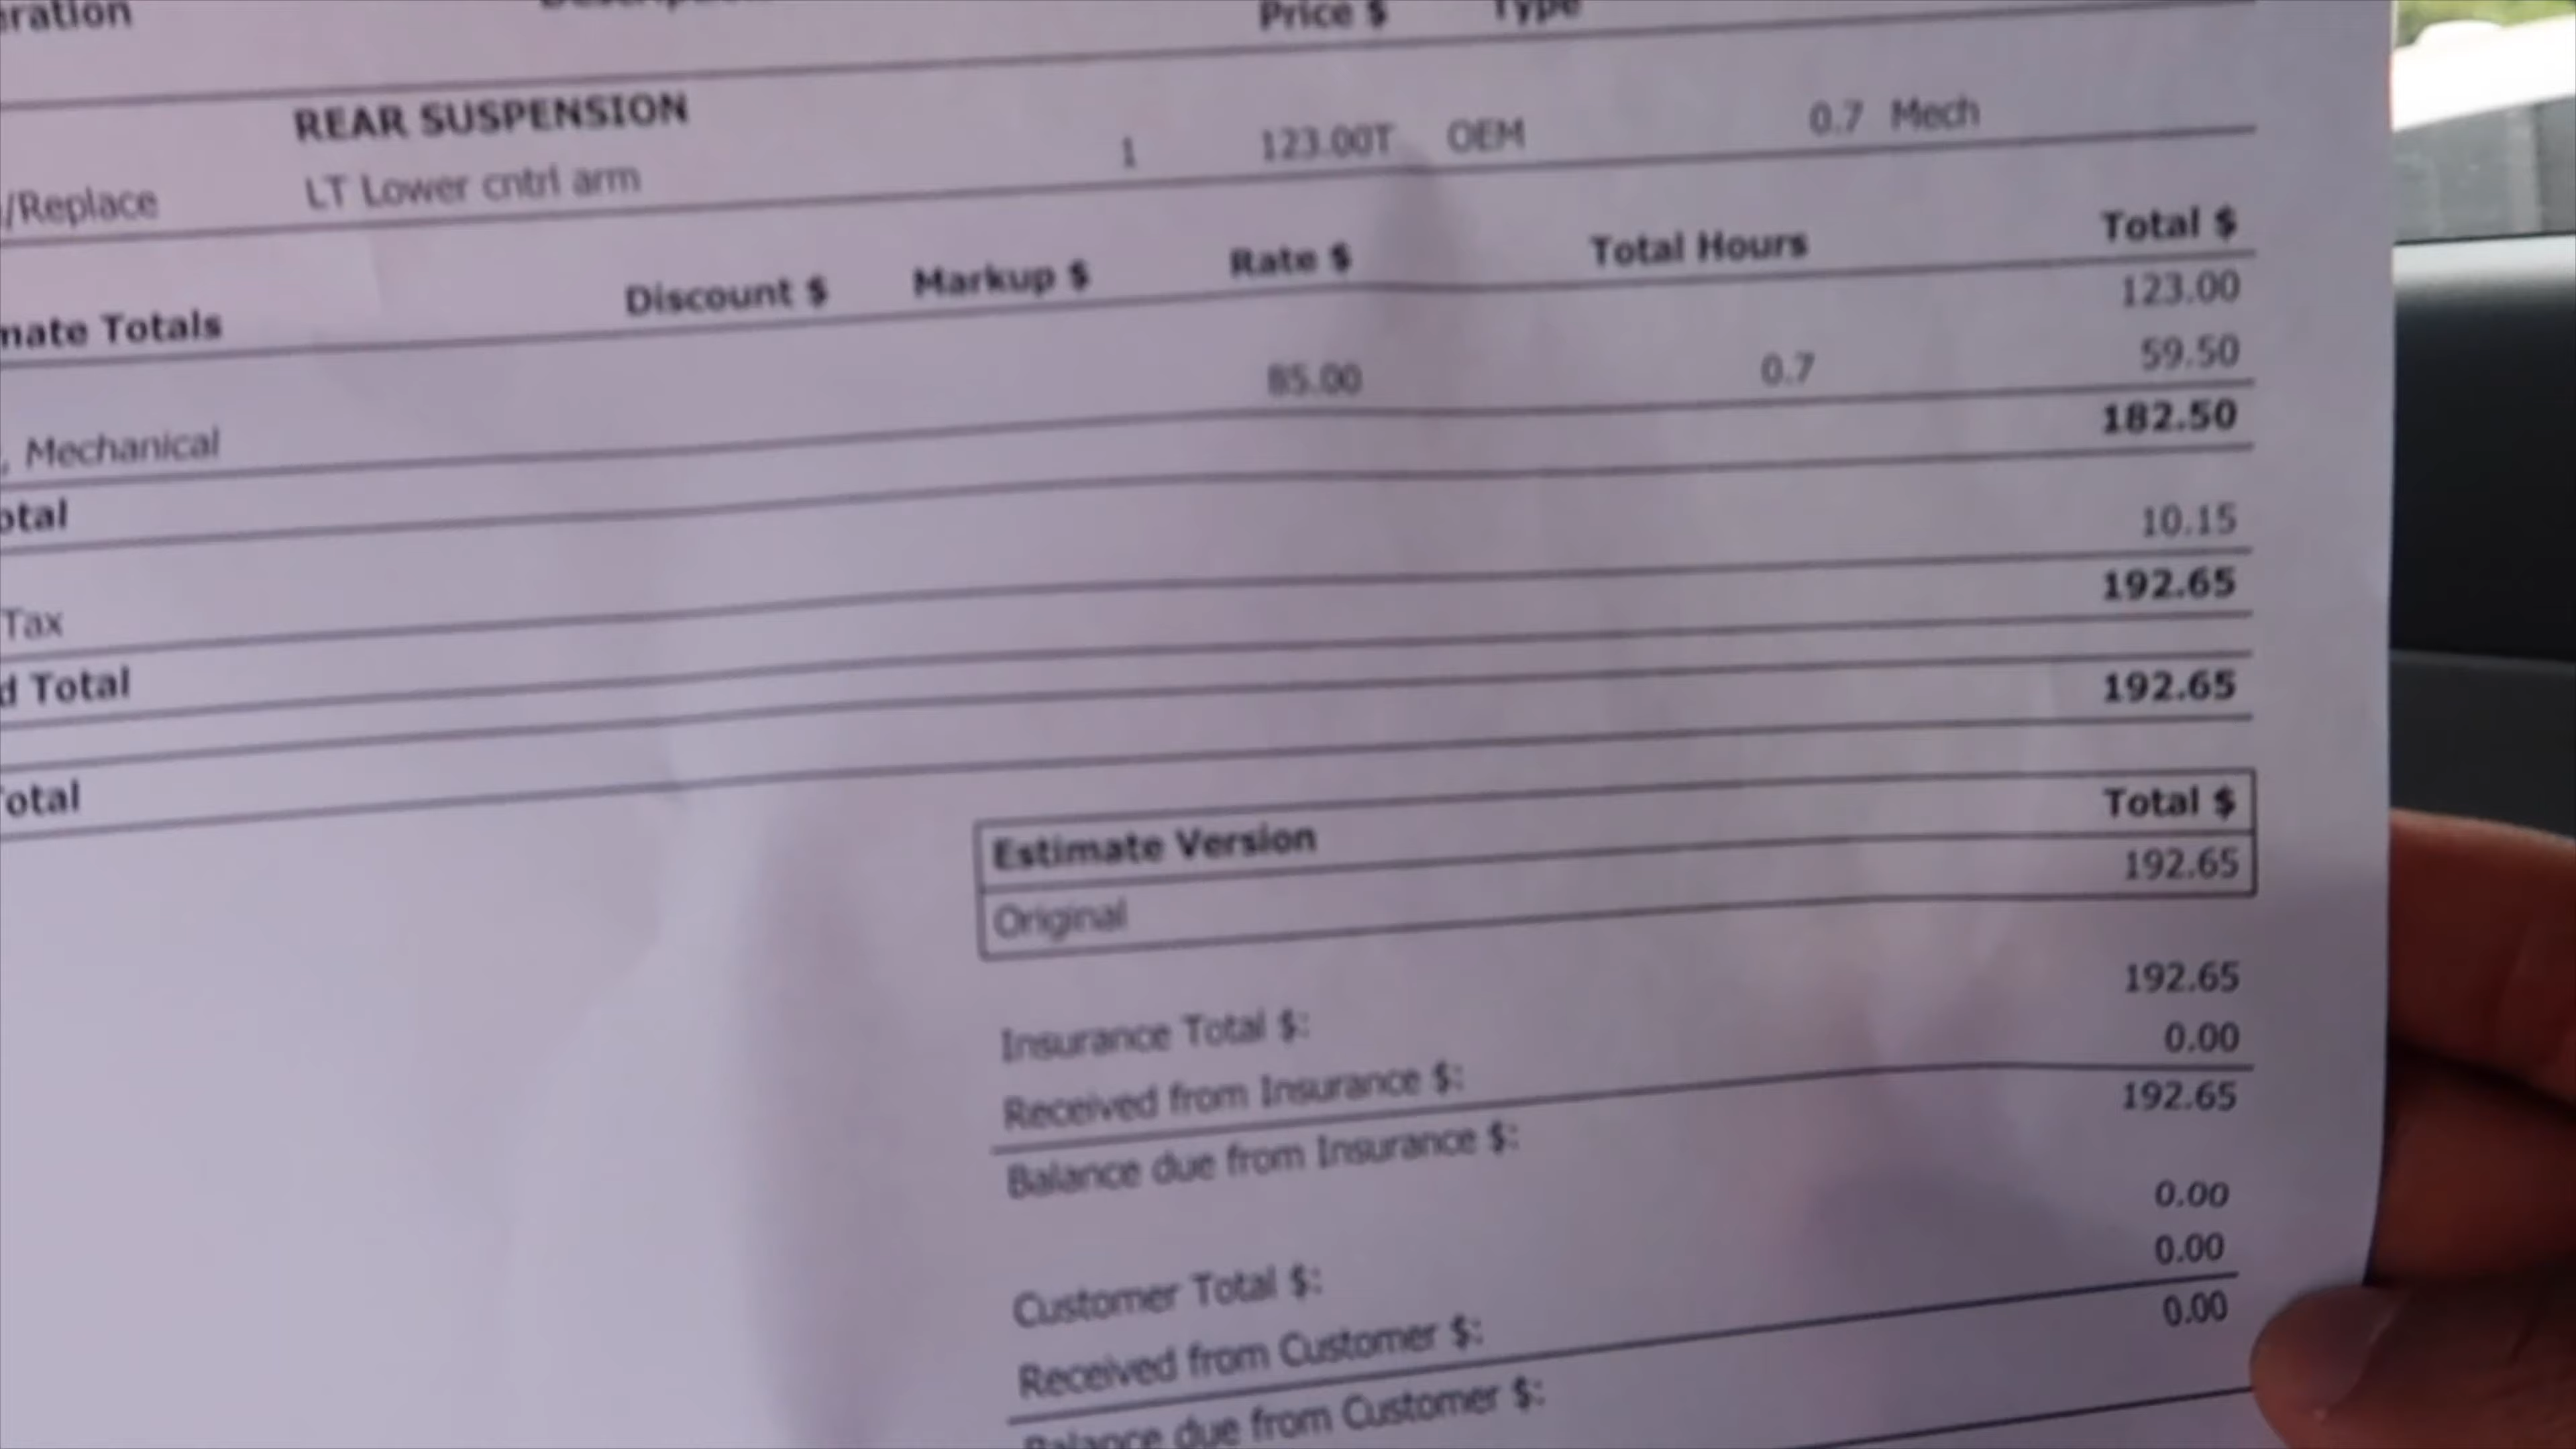 eration Price $ Type
REAR SUSPENSION
/Replace LT Lower cntrl arm 1 123.00T OEM 0.7 Mech
mate Totals Discount $ Markup $ Rate $ Total Hours Total $
123.00
, Mechanical 85.00 0.7 59.50
otal 182.50
Tax 10.15
d Total 192.65
otal 192.65
Estimate Version Total $
Original 192.65
Insurance Total $: 192.65
Received from Insurance $: 0.00
Balance due from Insurance $: 192.65
Customer Total $: 0.00
Received from Customer $: 0.00
Balance due from Customer $: 0.00